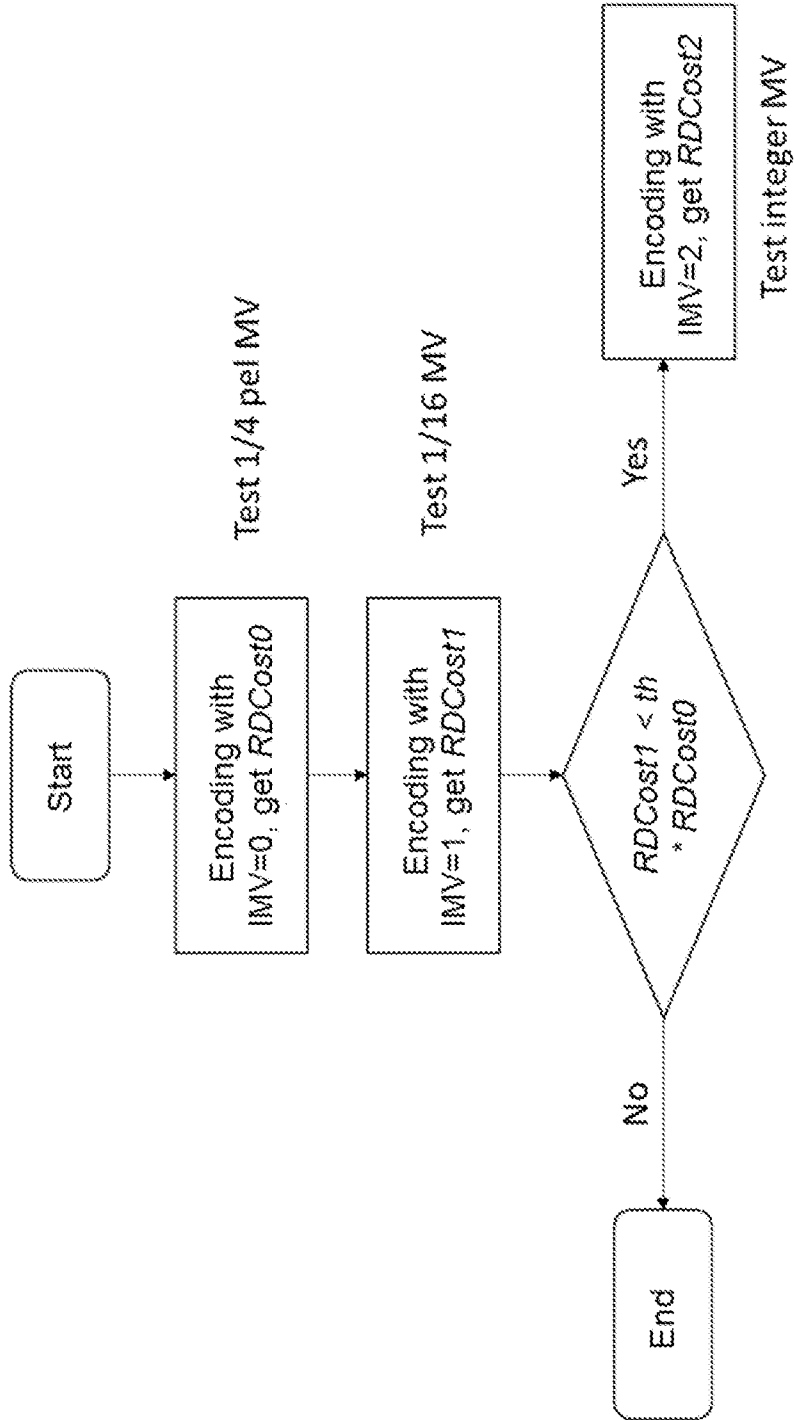 Start
Encoding with
IMV=0, get RDCost0
Test 1/4 pel MV
Encoding with
IMV=1, get RDCost1
Test 1/16 MV
RDCost1 < th
* RDCost0
No
Yes
End
Encoding with
IMV=2, get RDCost2
Test integer MV